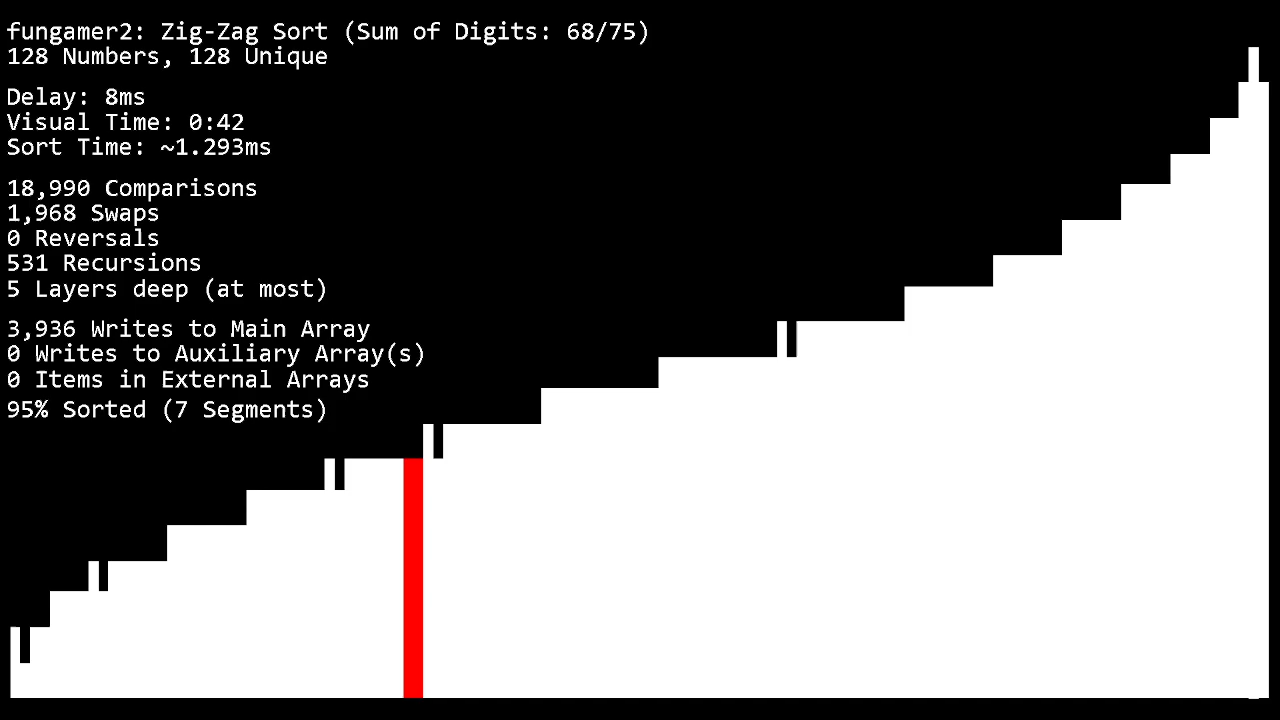 fungamer2: Zig-Zag Sort (Sum of Digits: 68/75)
128 Numbers, 128 Unique
Delay: 8ms
Visual Time: 0:42
Sort Time: ~1.293ms
18,990 Comparisons
1,968 Swaps
0 Reversals
531 Recursions
5 Layers deep (at most)
3,936 Writes to Main Array
0 Writes to Auxiliary Array(s)
0 Items in External Arrays
95% Sorted (7 Segments)